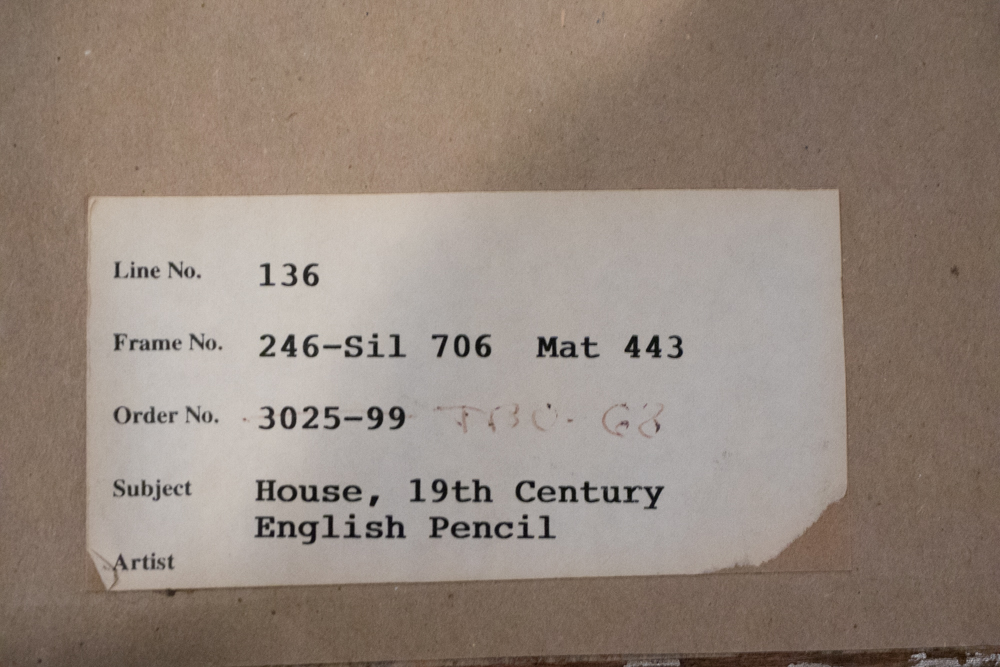 Line No. 136
Frame No. 246-Sil 706 Mat 443
Order No. 3025-99
Subject House, 19th Century
English Pencil
Artist